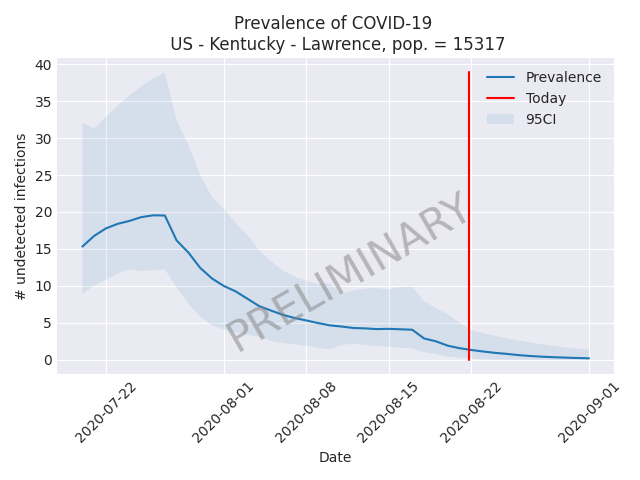 Prevalence of COVID-19
US - Kentucky - Lawrence, pop. = 15317
40
35
30
25
20
15
10
5
0
# undetected infections
Prevalence
Today
95CI
PRELIMINARY
2020-07-22
2020-08-01
2020-08-08
2020-08-15
2020-08-22
2020-09-01
Date